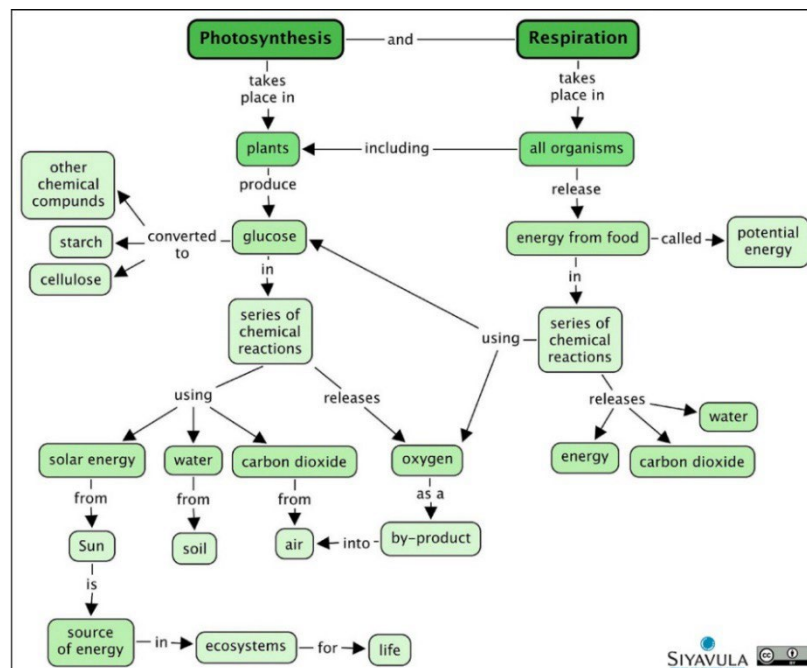 Photosynthesis
and
Respiration
takes
place in
takes
place in
plants
including
all organisms
other
chemical
compunds
produce
release
starch
converted
to
glucose
energy from food
called
potential
energy
cellulose
in
in
series of
chemical
reactions
using
series of
chemical
reactions
using
releases
releases
water
solar energy
water
carbon dioxide
oxygen
energy
carbon dioxide
from
from
from
as a
Sun
soil
air
into
by-product
is
source
of energy
in
ecosystems
for
life
SIYAVULA